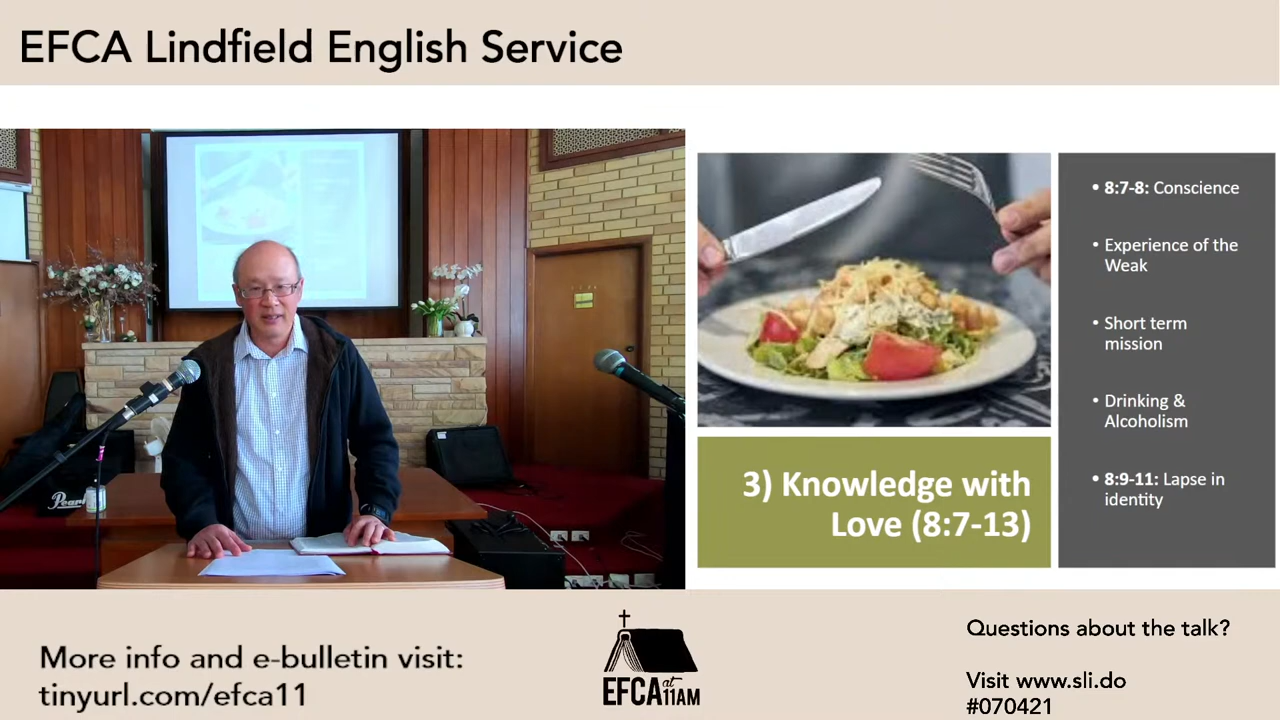 EFCA Lindfield English Service
Pearl
• 8:7-8: Conscience
• Experience of the
Weak
• Short term
mission
• Drinking &
Alcoholism
• 8:9-11: Lapse in
identity
3) Knowledge with
Love (8:7-13)
More info and e-bulletin visit:
tinyurl.com/efca11
EFCA at 11AM
Questions about the talk?
Visit www.sli.do
#070421